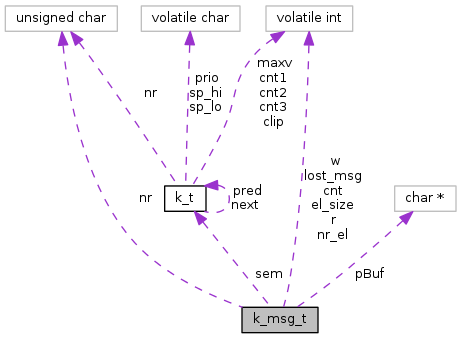 unsigned char
volatile char
volatile int
nr
prio
sp_hi
sp_lo
maxv
cnt1
cnt2
cnt3
clip
k_t
pred
next
nr
w
lost_msg
cnt
el_size
r
nr_el
char *
sem
pBuf
k_msg_t